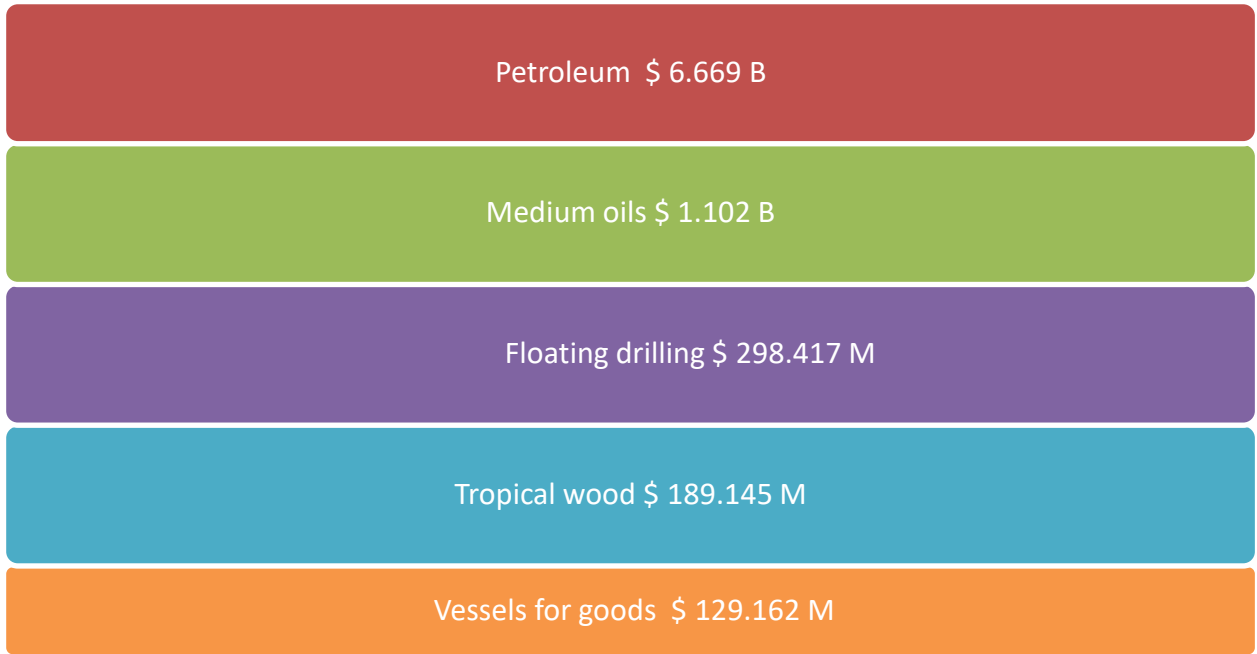 Petroleum  $ 6.669 B
Medium oils $ 1.102 B
Floating drilling $ 298.417 M
Tropical wood $ 189.145 M
Vessels for goods  $ 129.162 M